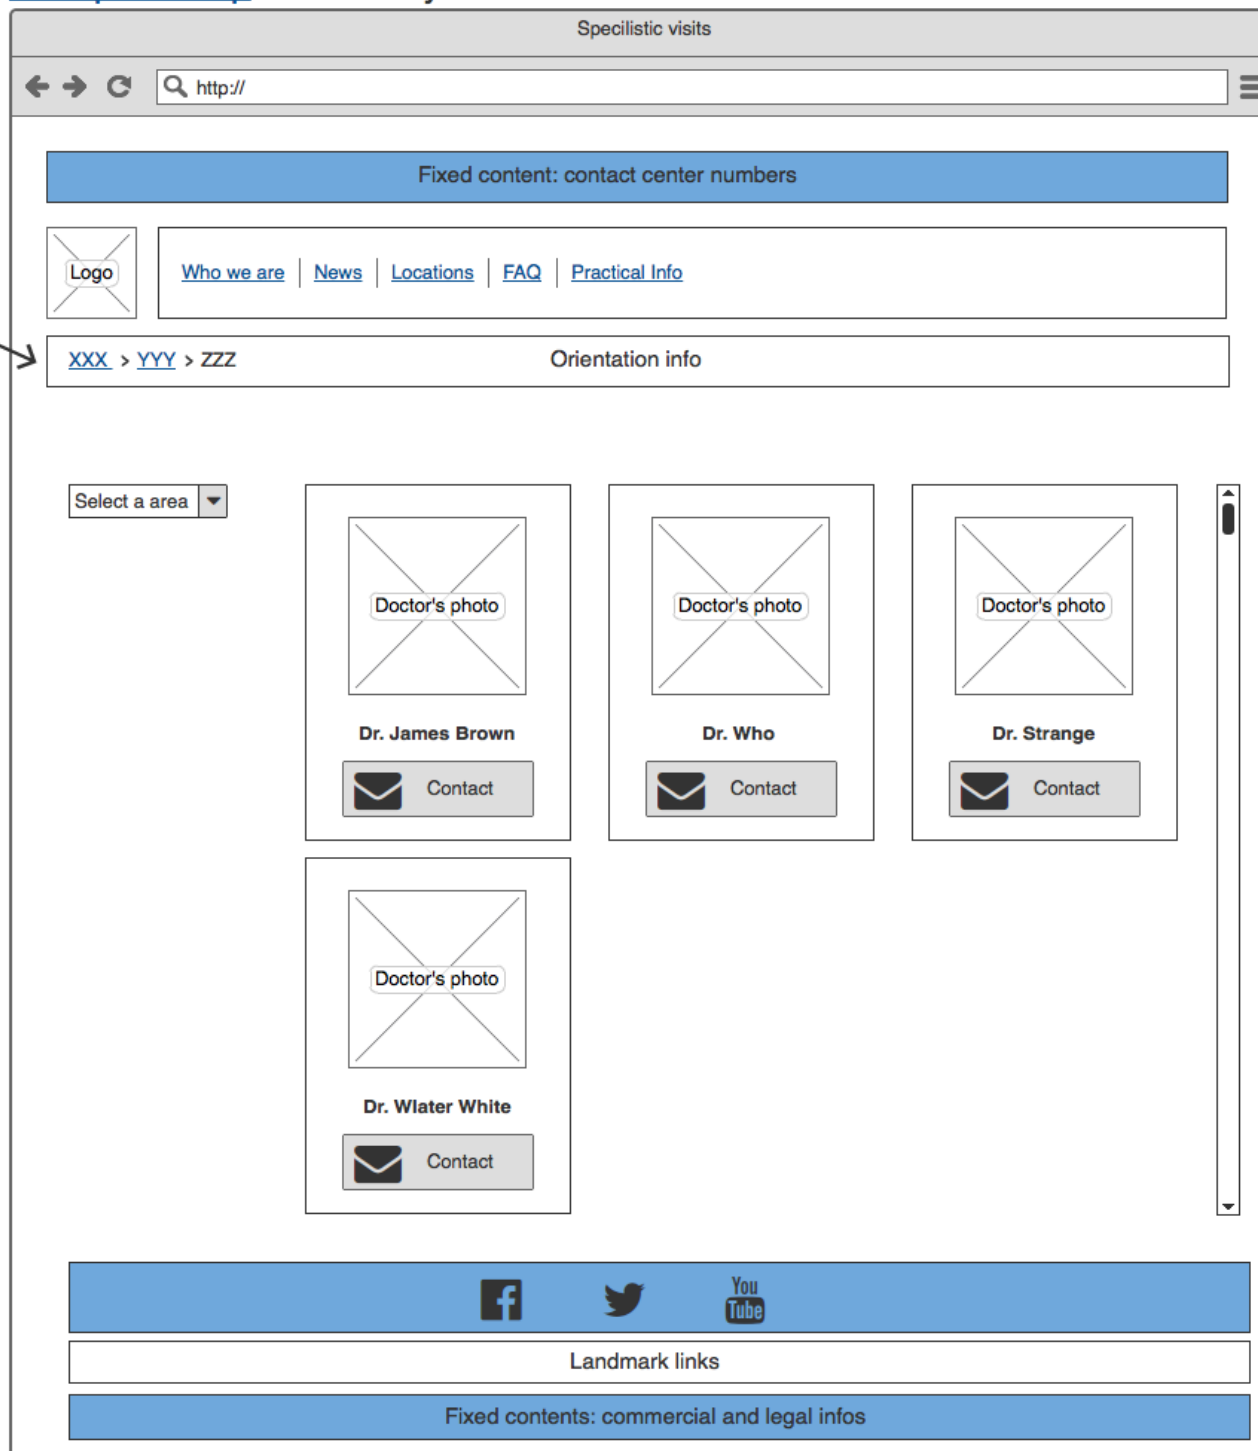 Specilistic visits
http://
Fixed content: contact center numbers
Logo
Who we are News Locations FAQ Practical Info
XXX > YYY > ZZZ Orientation info
Select a area
Doctor's photo Doctor's photo Doctor's photo
Dr. James Brown Dr. Who Dr. Strange
Contact Contact Contact
Doctor's photo
Dr. Wlater White
Contact
You
Tube
Landmark links
Fixed contents: commercial and legal infos